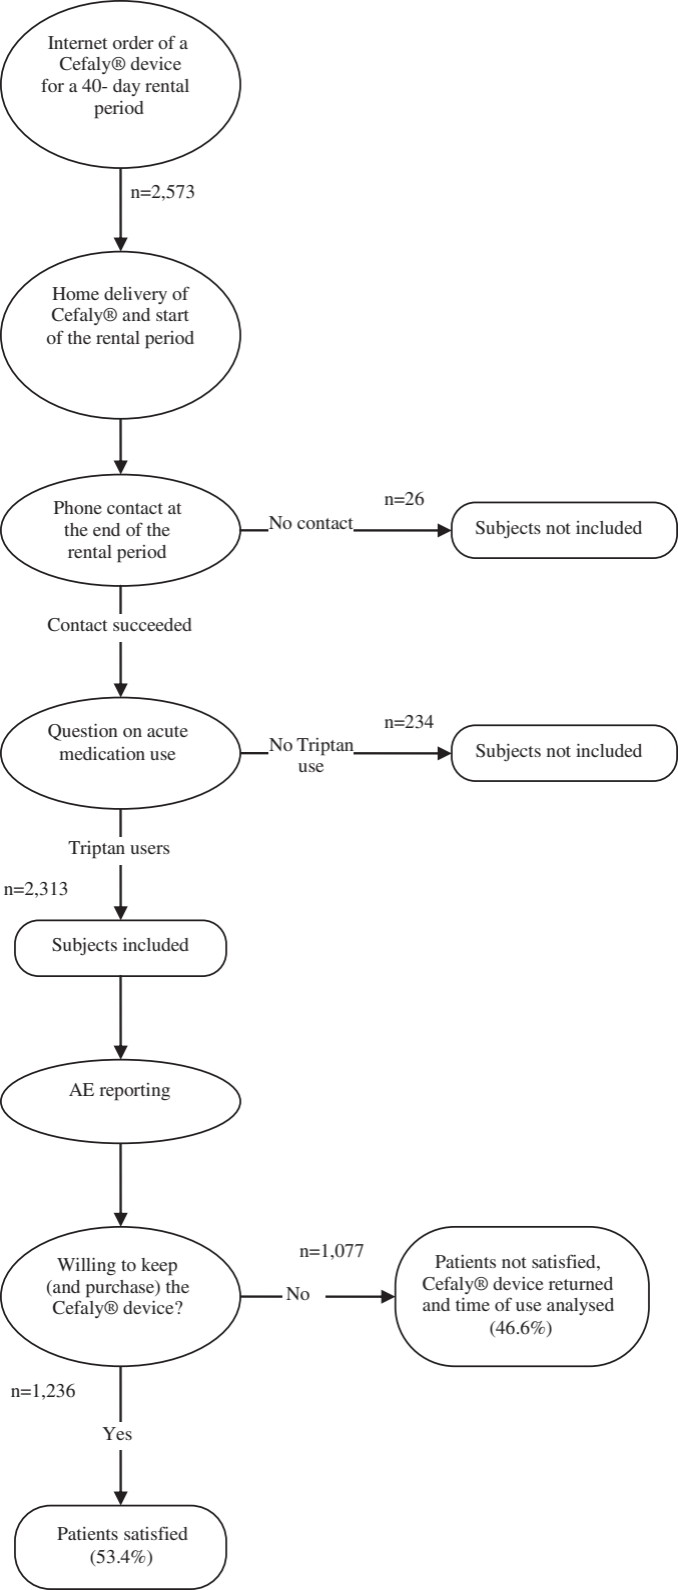 Internet order of a
Cefaly® device
for a 40- day rental
period
n=2,573
Home delivery of
Cefaly® and start
of the rental period
Phone contact at
the end of the
rental period
No contact
n=26
Subjects not included
Contact succeeded
Question on acute
medication use
No Triptan
use
n=234
Subjects not included
Triptan users
n=2,313
Subjects included
AE reporting
Willing to keep
(and purchase) the
Cefaly® device?
n=1,077
No
Patients not satisfied,
Cefaly® device returned
and time of use analysed
(46.6%)
n=1,236
Yes
Patients satisfied
(53.4%)